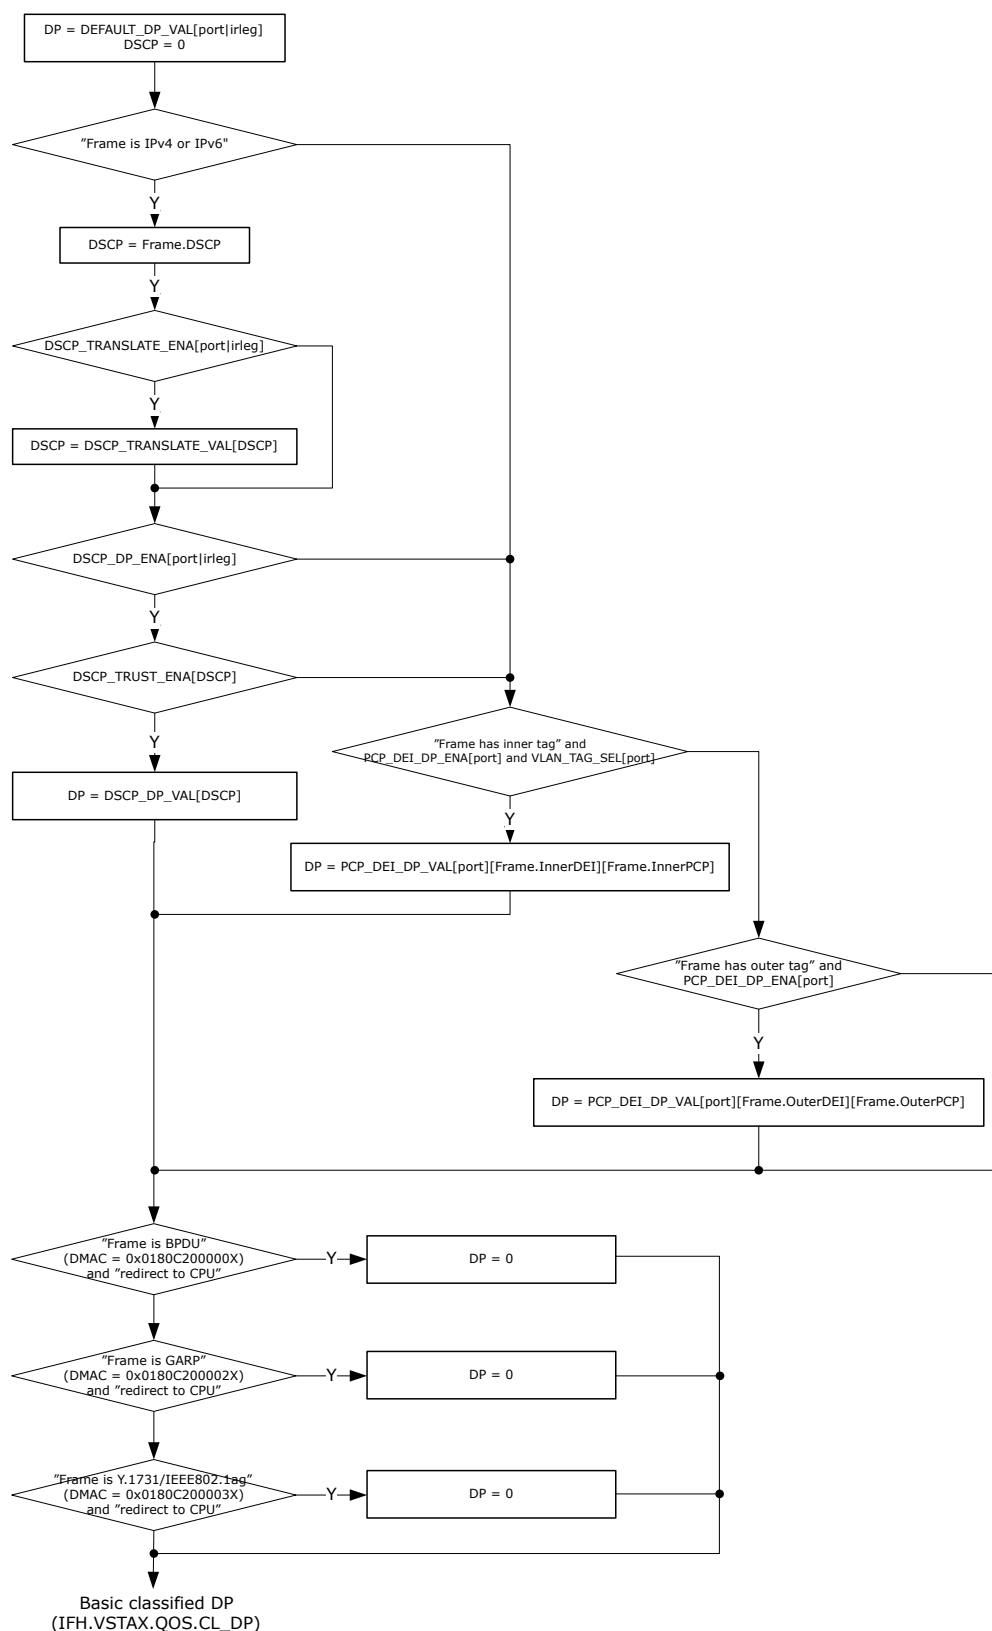 DP = DEFAULT_DP_VAL[port|irleg]
DSCP = 0
”Frame is IPv4 or IPv6"
Y
DSCP = Frame.DSCP
Y
DSCP_TRANSLATE_ENA[port|irleg]
Y
DSCP = DSCP_TRANSLATE_VAL[DSCP]
DSCP_DP_ENA[port|irleg]
Y
DSCP_TRUST_ENA[DSCP]
Y
”Frame has inner tag” and
PCP_DEI_DP_ENA[port] and VLAN_TAG_SEL[port]
DP = DSCP_DP_VAL[DSCP]
Y
DP = PCP_DEI_DP_VAL[port][Frame.InnerDEI][Frame.InnerPCP]
”Frame has outer tag” and
PCP_DEI_DP_ENA[port]
Y
DP = PCP_DEI_DP_VAL[port][Frame.OuterDEI][Frame.OuterPCP]
”Frame is BPDU”
(DMAC = 0x0180C200000X)
and ”redirect to CPU”
Y
DP = 0
”Frame is GARP”
(DMAC = 0x0180C200002X)
and ”redirect to CPU”
Y
DP = 0
”Frame is Y.1731/IEEE802.1ag”
(DMAC = 0x0180C200003X)
and ”redirect to CPU”
Y
DP = 0
Basic classified DP
(IFH.VSTAX.QOS.CL_DP)